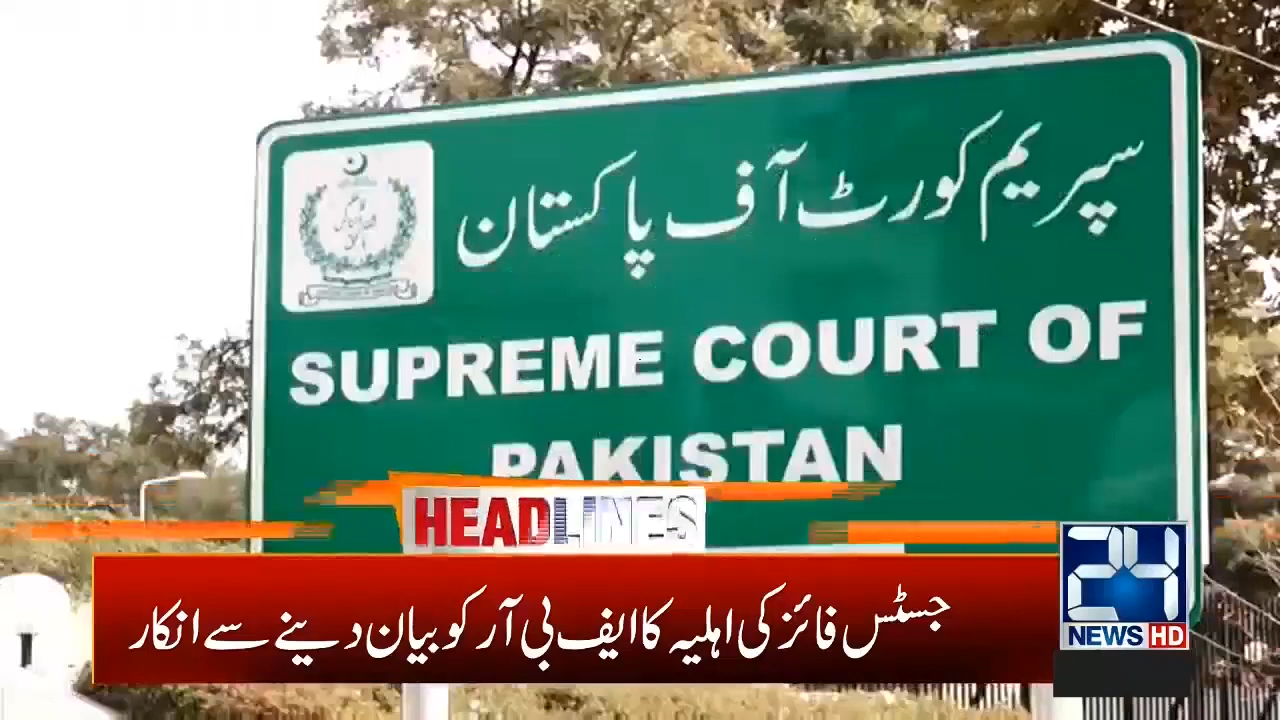 سپریم کورٹ آف پاکستان
SUPREME COURT OF
PAKISTAN
HEADLINES
جسٹس فائز کی اہلیہ کا ایف بی آر کو بیان دینے سے انکار
24
NEWS HD